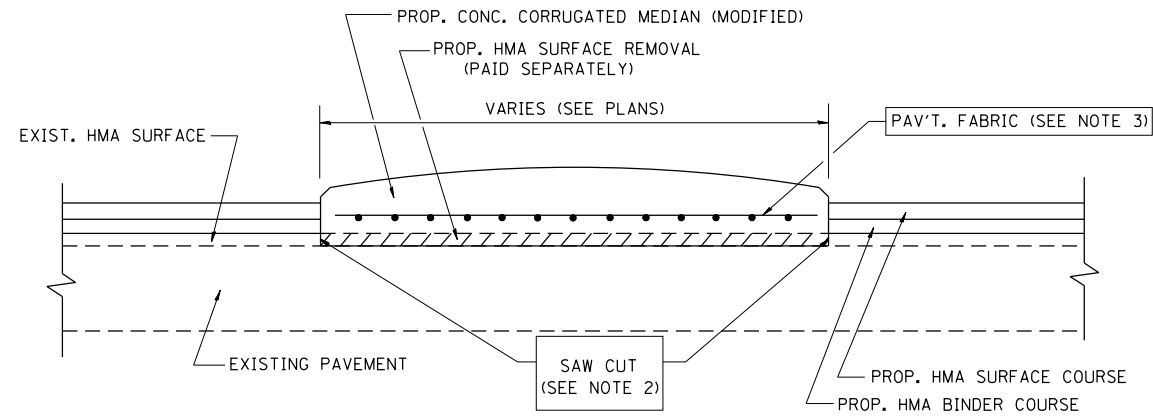 PROP. CONC. CORRUGATED MEDIAN (MODIFIED)
PROP. HMA SURFACE REMOVAL
(PAID SEPARATELY)
VARIES (SEE PLANS)
EXIST. HMA SURFACE
PAV'T. FABRIC (SEE NOTE 3)
EXISTING PAVEMENT
SAW CUT
(SEE NOTE 2)
PROP. HMA SURFACE COURSE
PROP. HMA BINDER COURSE